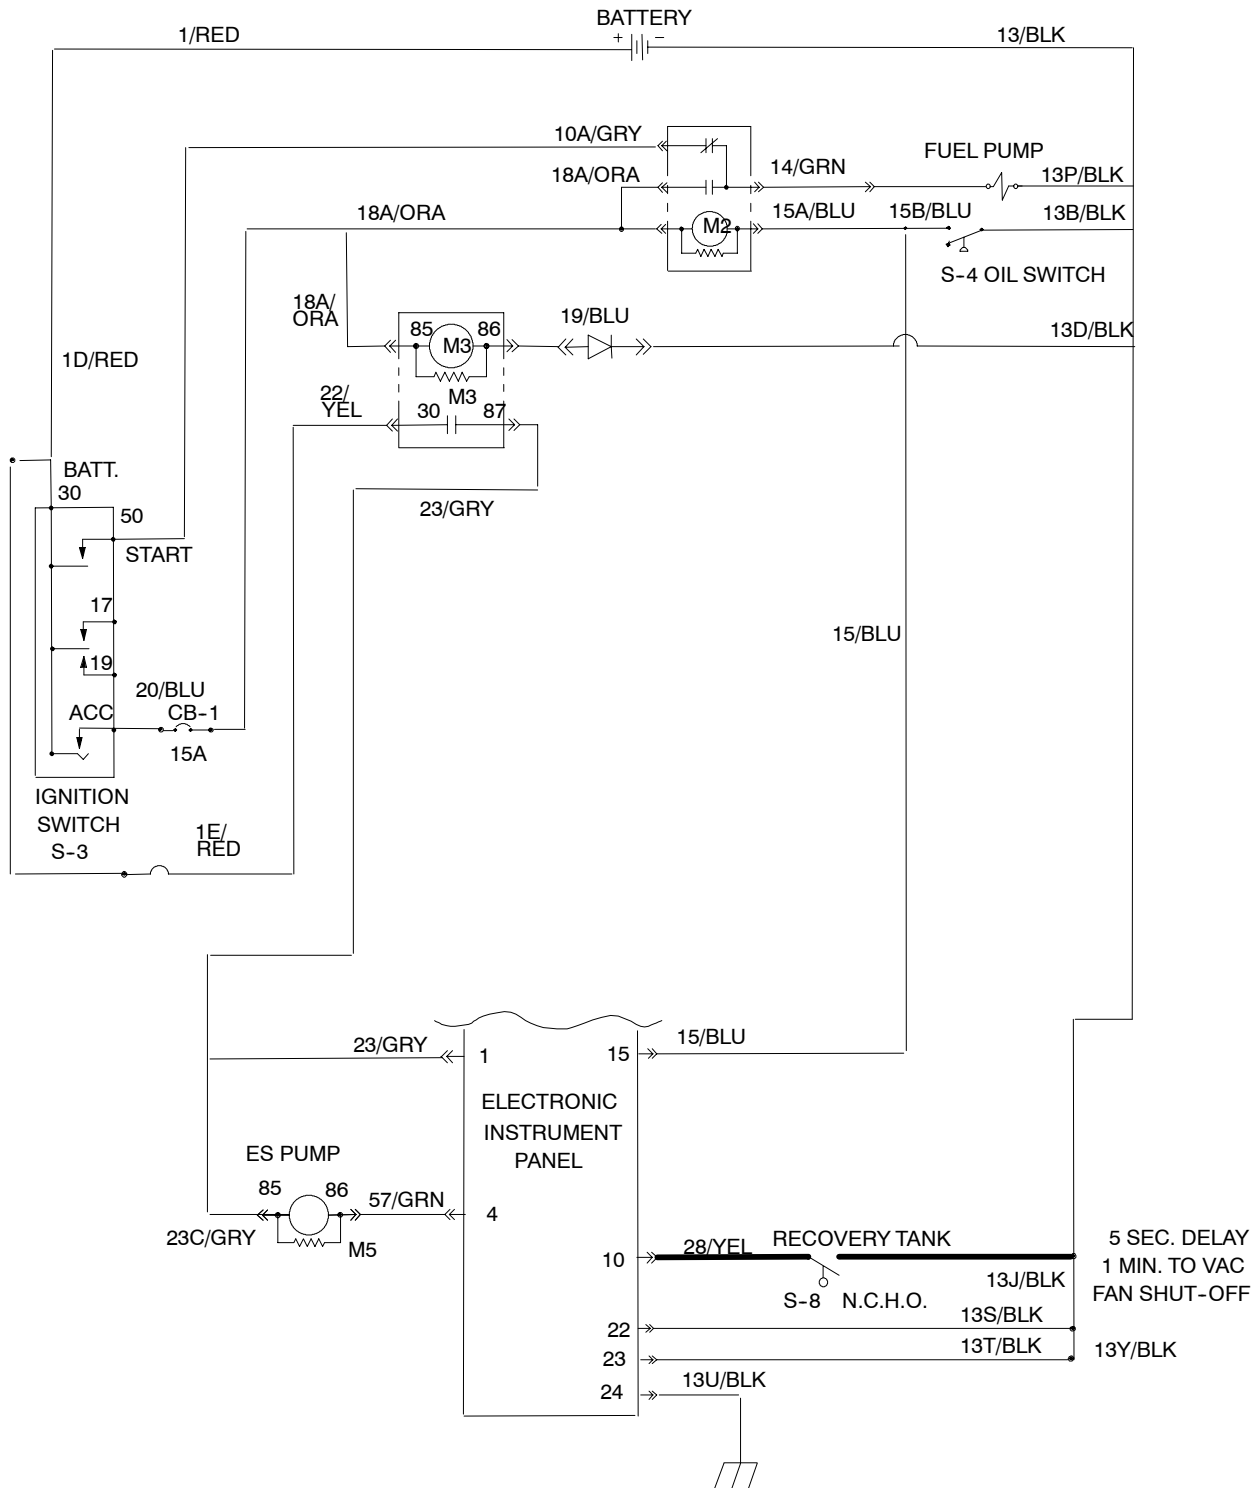 BATTERY
1/RED
+ −
13/BLK
10A/GRY
FUEL PUMP
18A/ORA
14/GRN
13P/BLK
18A/ORA
M2
15A/BLU
15B/BLU
13B/BLK
S-4 OIL SWITCH
18A/
ORA
85
M3
86
19/BLU
13D/BLK
1D/RED
M3
22/
YEL
30
87
BATT.
30
50
23/GRY
START
17
15/BLU
19
20/BLU
ACC
CB-1
15A
IGNITION
SWITCH
S-3
1E/
RED
23/GRY
1
15
15/BLU
ELECTRONIC
INSTRUMENT
PANEL
ES PUMP
85
86
57/GRN
4
23C/GRY
M5
10
28/YEL
RECOVERY TANK
5 SEC. DELAY
1 MIN. TO VAC
FAN SHUT-OFF
13J/BLK
S-8 N.C.H.O.
22
13S/BLK
23
13T/BLK
13Y/BLK
24
13U/BLK